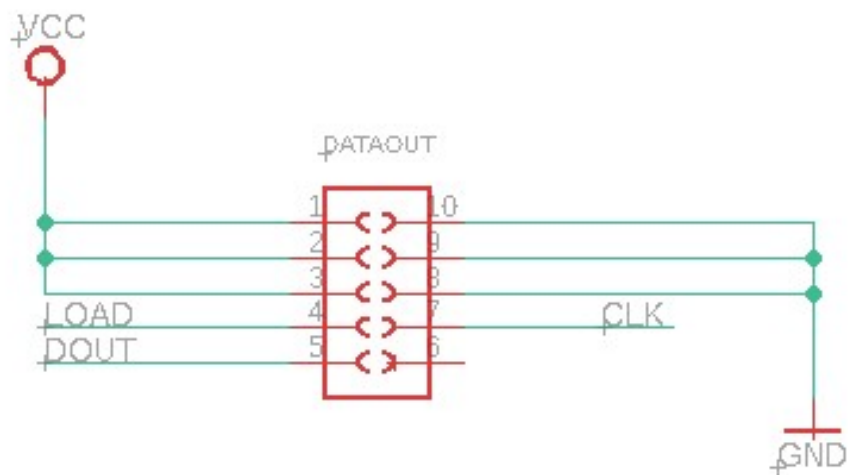 VCC
DATAOUT
1 10
2 9
3 8
LOAD 4 7 CLK
DOUT 5 6
GND